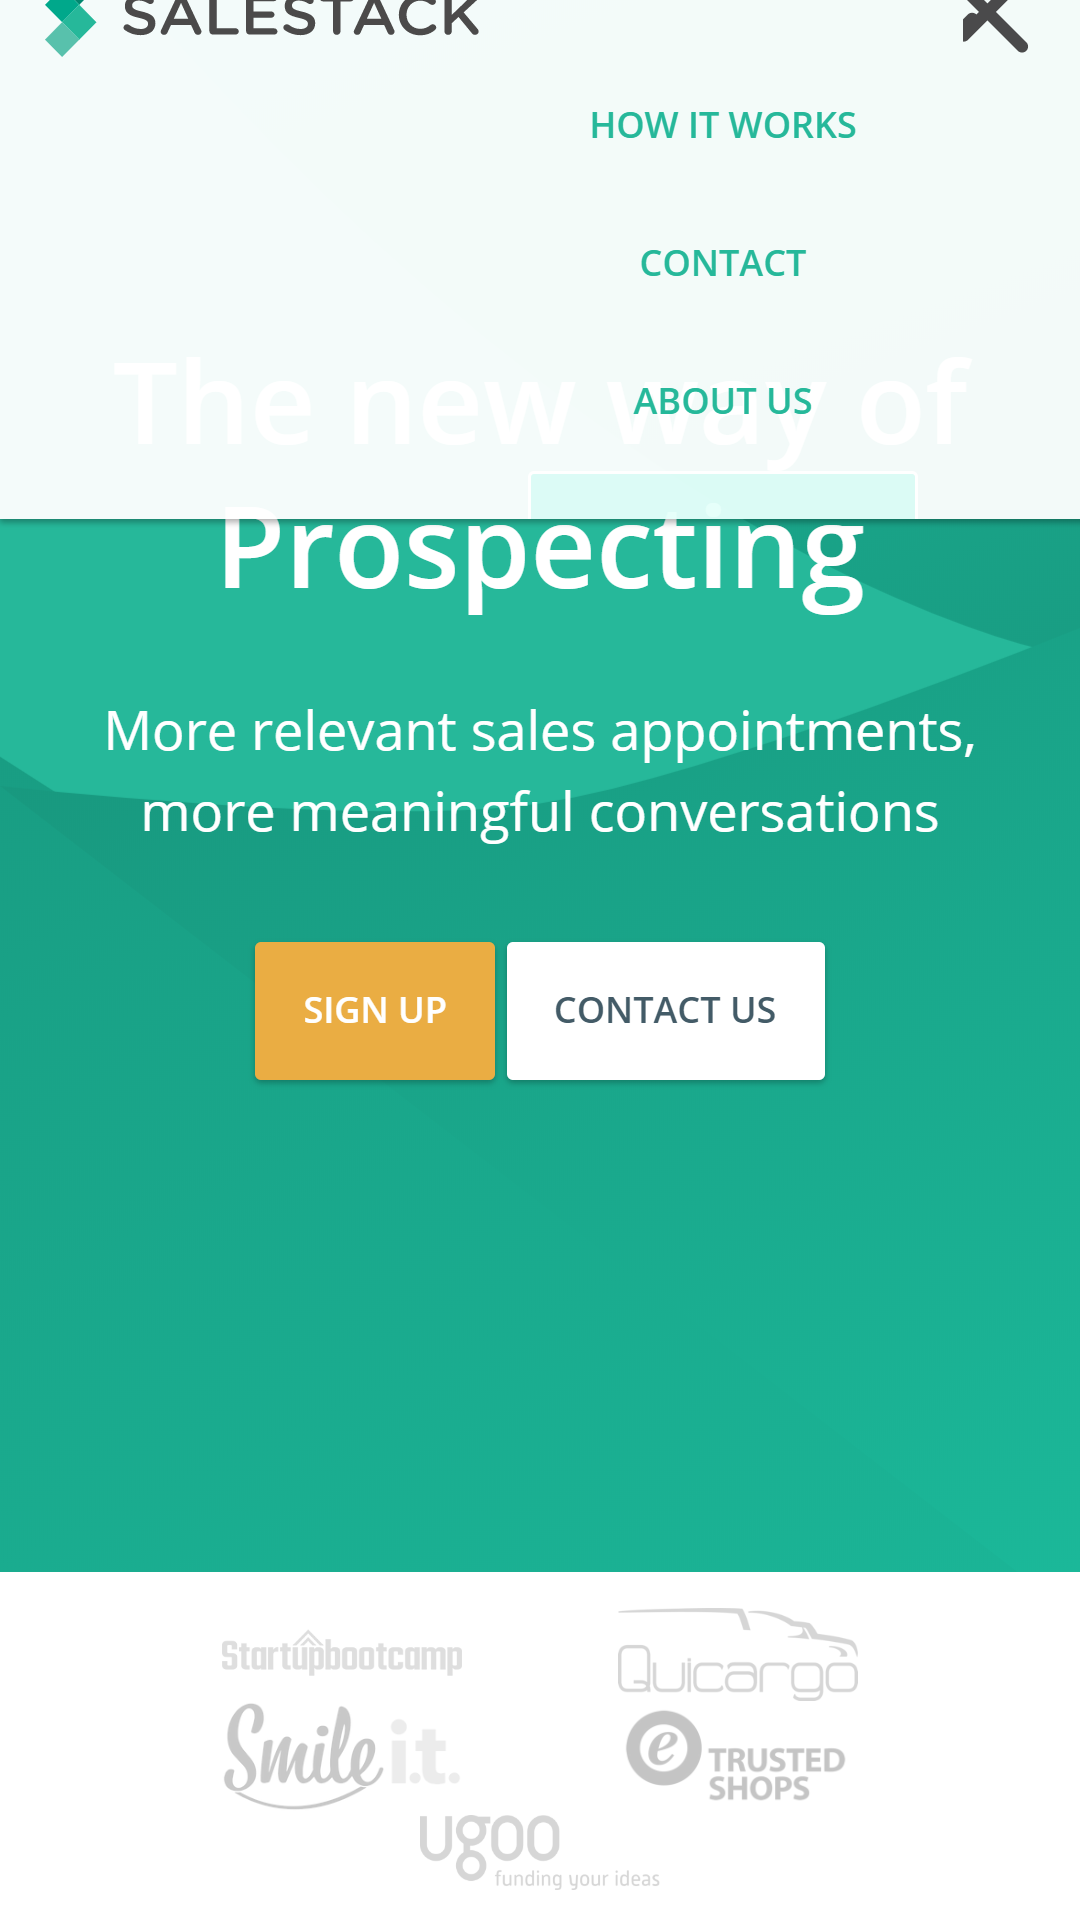 SALESTACK
HOW IT WORKS
CONTACT
ABOUT US
The new way of
Prospecting
More relevant sales appointments,
more meaningful conversations
SIGN UP
CONTACT US
Startupbootcamp
Quicargo
Smile i.t.
e TRUSTED
SHOPS
ugoo
funding your ideas